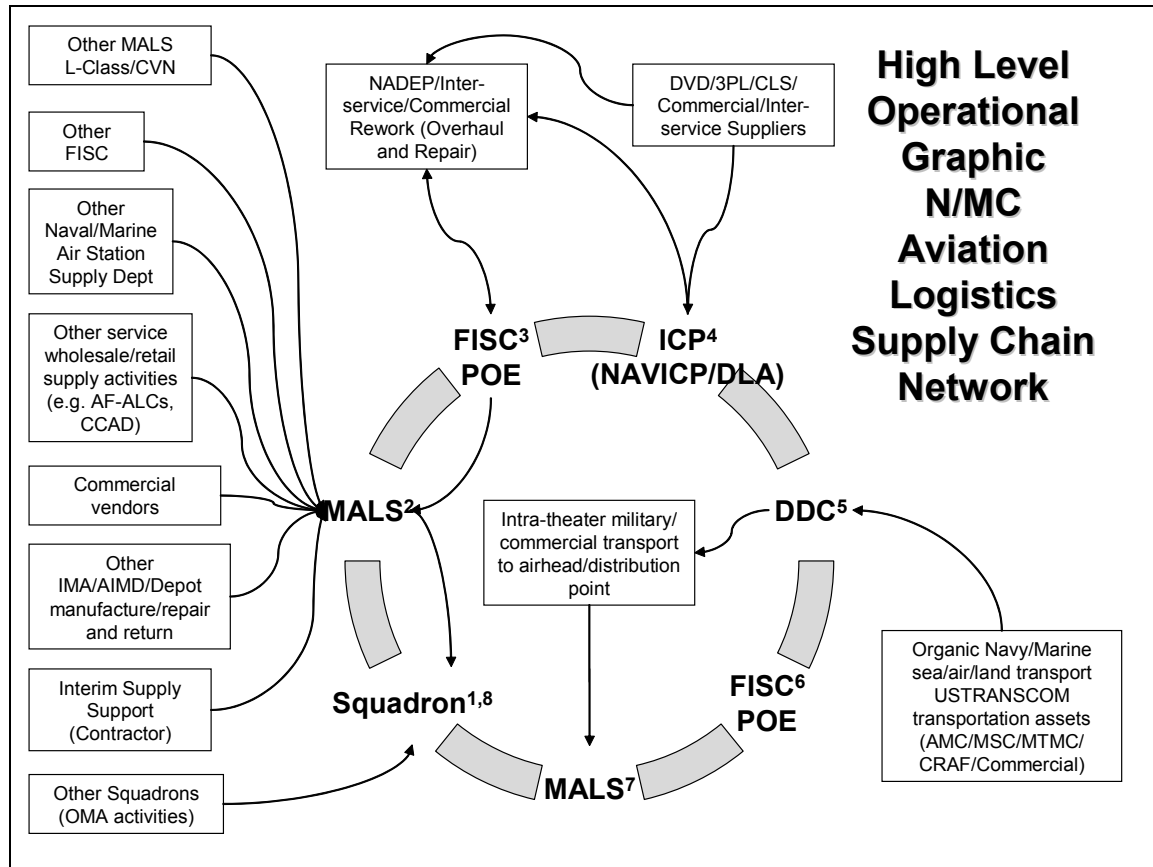 Other MALS
L-Class/CVN
Other
FISC
Other
Naval/Marine
Air Station
Supply Dept
Other service
wholesale/retail
supply activities
(e.g. AF-ALCs,
CCAD)
Commercial
vendors
Other
IMA/AIMD/Depot
manufacture/repair
and return
Interim Supply
Support
(Contractor)
Other Squadrons
(OMA activities)
NADEP/Inter-
service/Commercial
Rework (Overhaul
and Repair)
DVD/3PL/CLS/
Commercial/Inter-
service Suppliers
High Level
Operational
Graphic
N/MC
Aviation
Logistics
Supply Chain
Network
FISC³
POE
ICP⁴
(NAVICP/DLA)
MALS²
Intra-theater military/
commercial transport
to airhead/distribution
point
DDC⁵
Squadron¹,⁸
FISC⁶
POE
MALS⁷
Organic Navy/Marine
sea/air/land transport
USTRANSCOM
transportation assets
(AMC/MSC/MTMC/
CRAF/Commercial)